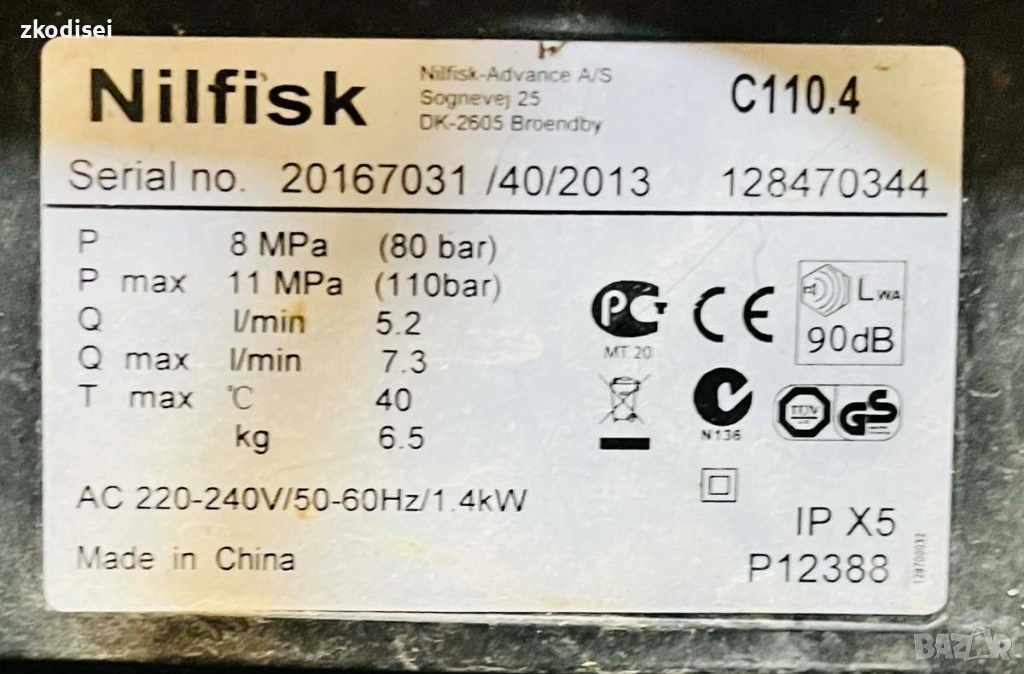 zkodisei
Nilfisk
Nilfisk-Advance A/S
Sognevej 25
DK-2605 Broendby
C110.4
Serial no. 20167031 /40/2013 128470344
P 8 MPa (80 bar)
P max 11 MPa (110bar)
Q l/min 5.2
Q max l/min 7.3
T max °C 40
kg 6.5
PCT
MT 20
CE
LWA
90dB
N136
TÜV
GS
AC 220-240V/50-60Hz/1.4kW
IP X5
Made in China
P12388
128700032
BAZAR